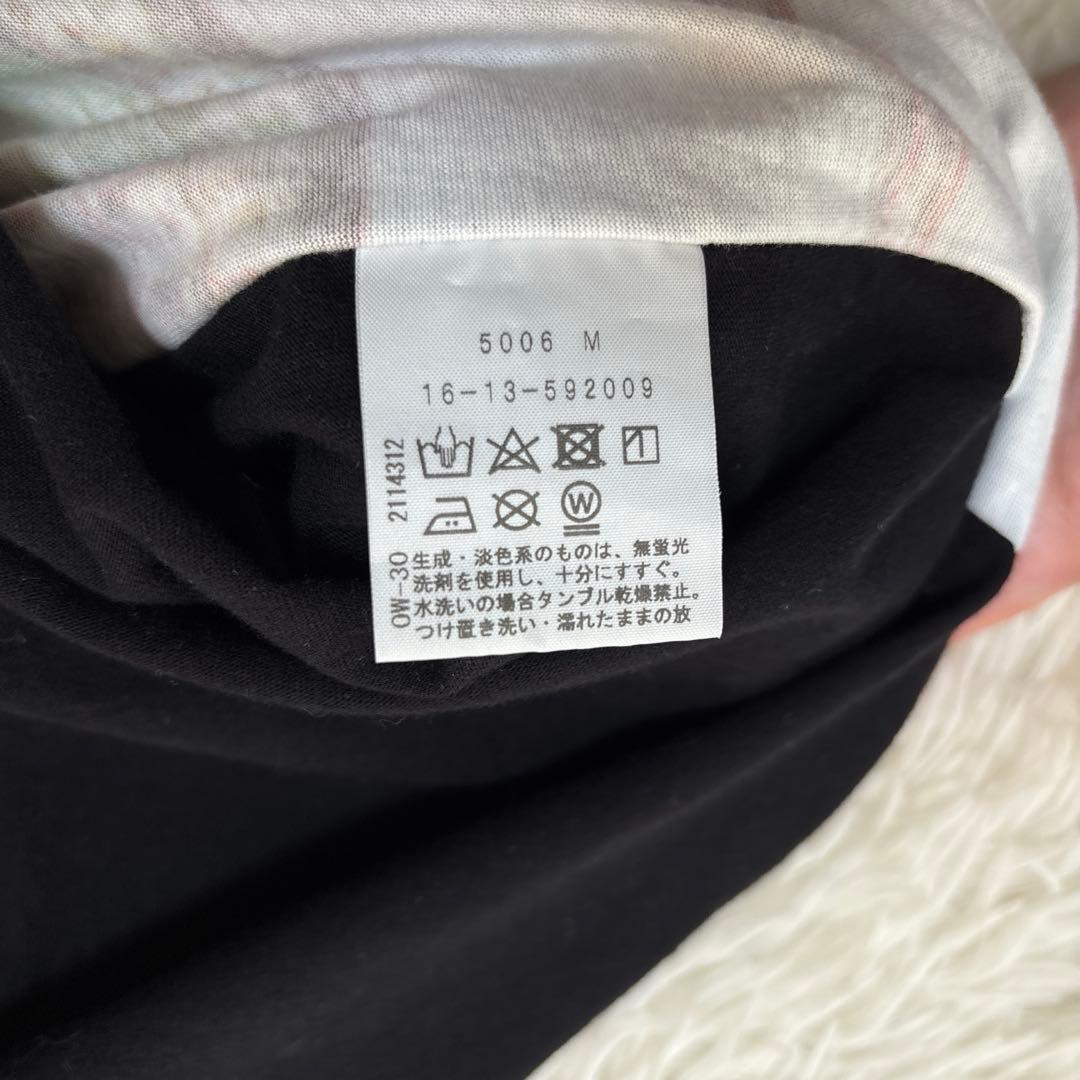 5006 M
16-13-592009
W
OW-30 2114312
生成・淡色系のものは、無蛍光
洗剤を使用し、十分にすすぐ。
水洗いの場合タンブル乾燥禁止。
つけ置き洗い・濡れたままの放